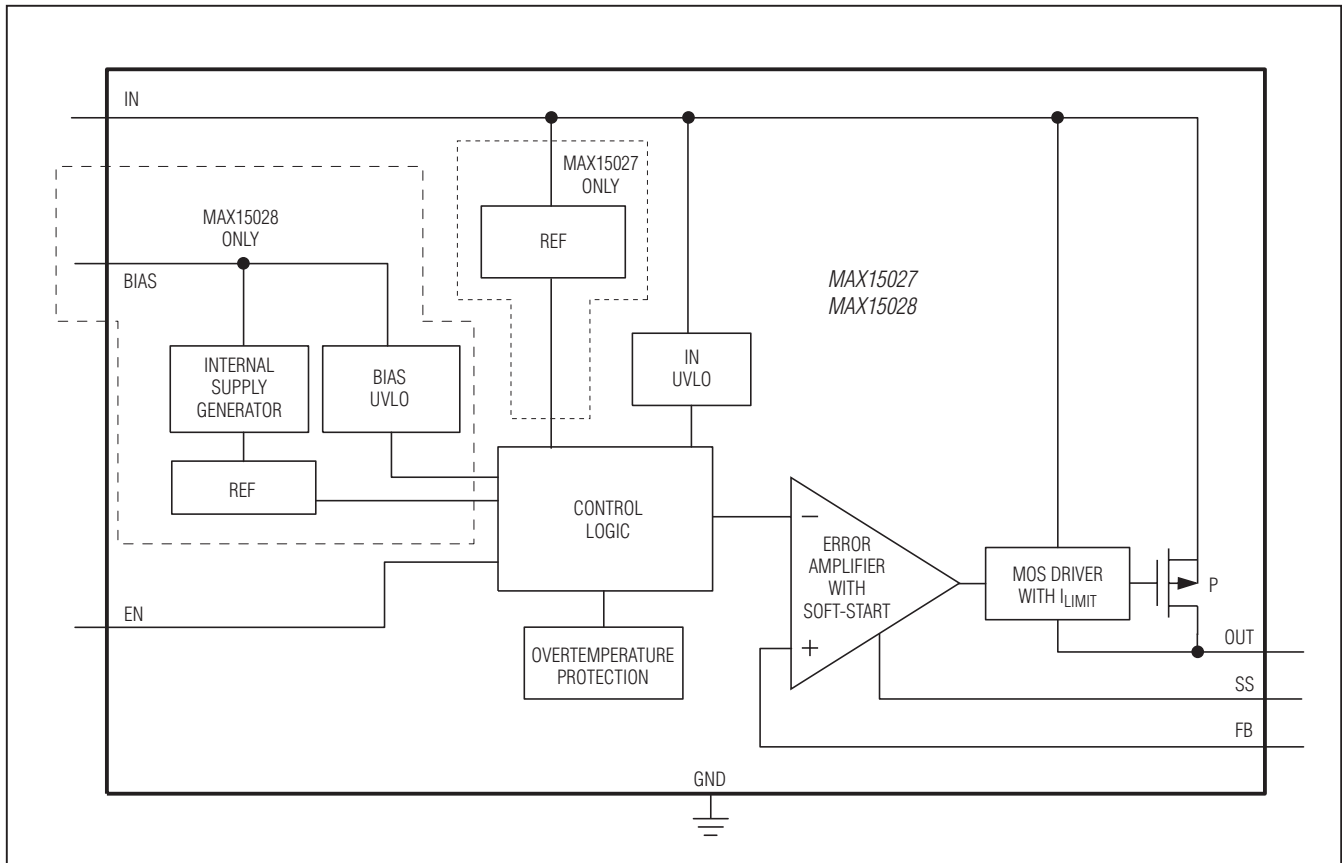 IN
MAX15027
ONLY
MAX15028
ONLY
REF
BIAS
MAX15027
MAX15028
INTERNAL
SUPPLY
GENERATOR
BIAS
UVLO
IN
UVLO
REF
CONTROL
LOGIC
−
ERROR
AMPLIFIER
WITH
SOFT-START
+
MOS DRIVER
WITH ILIMIT
P
EN
OVERTEMPERATURE
PROTECTION
OUT
SS
FB
GND